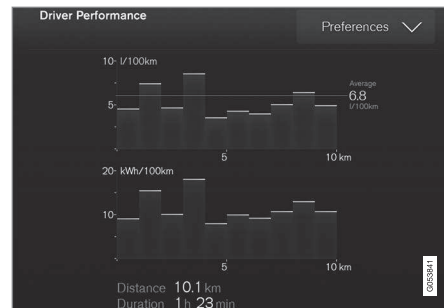 Driver Performance
Preferences
10 l/100km
Average
6.8
l/100km
5
5 10 km
20 kWh/100km
10
5 10 km
Distance 10.1 km
Duration 1 h 23 min
G053841